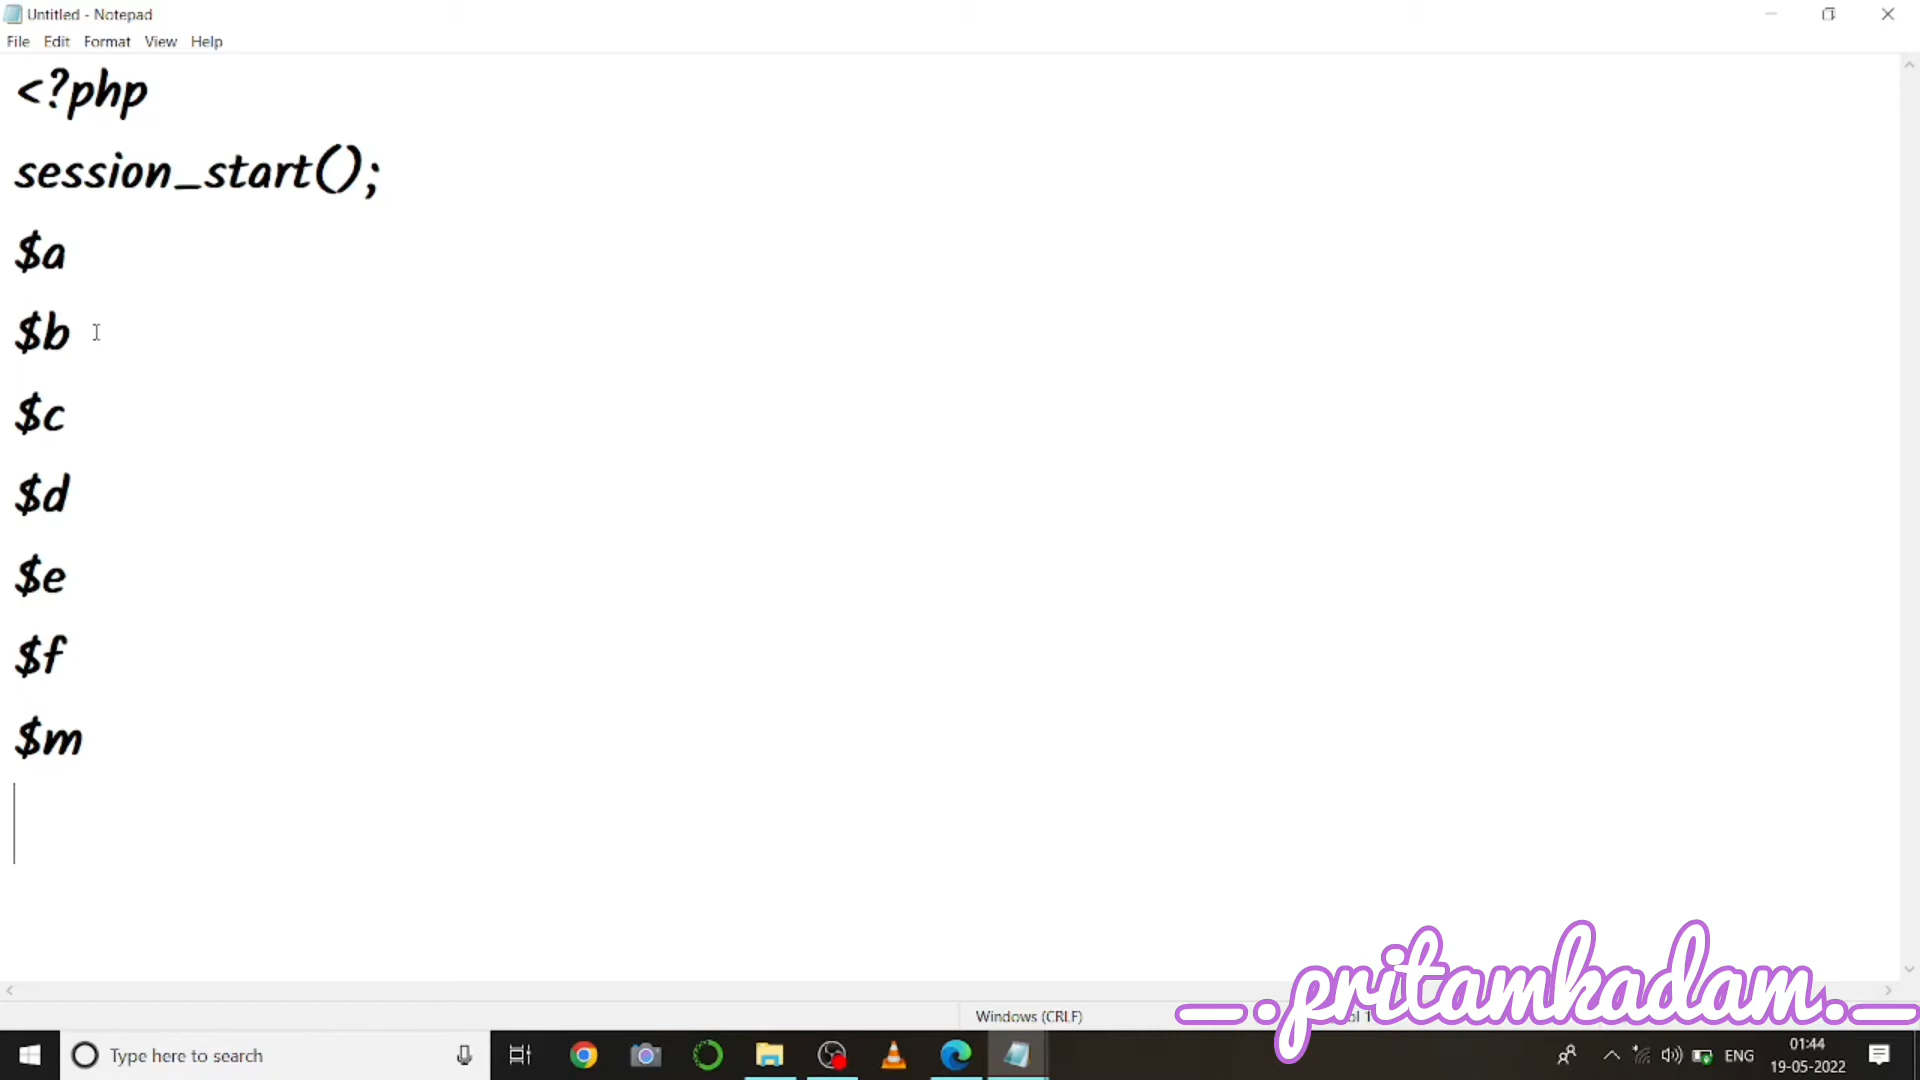 Untitled - Notepad
File Edit Format View Help
<?php
session_start();
$a
$b
$c
$d
$e
$f
$m
Windows (CRLF)
_.pritamkadam._
Type here to search
ENG
01:44
19-05-2022